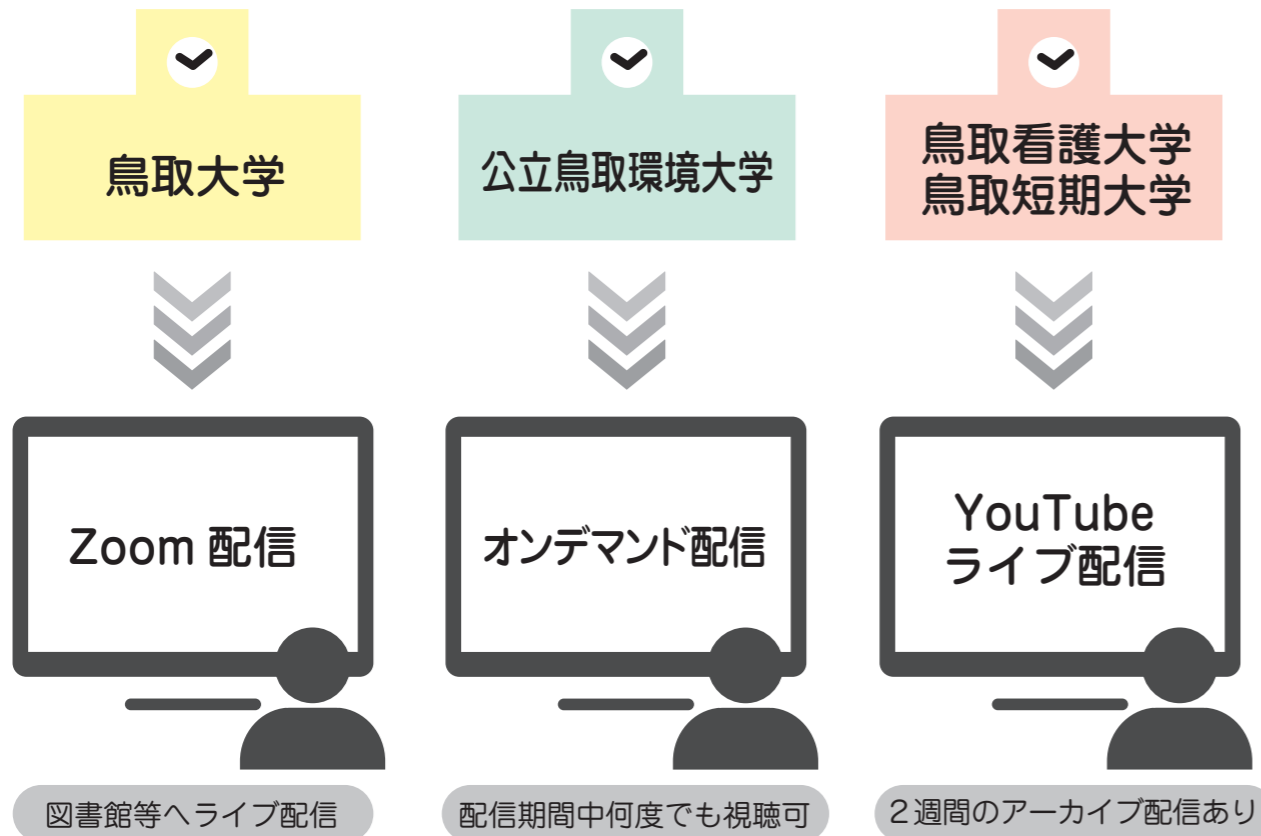 鳥取大学
公立鳥取環境大学
鳥取看護大学
鳥取短期大学
Zoom 配信
オンデマンド配信
YouTube
ライブ配信
図書館等へライブ配信
配信期間中何度でも視聴可
2週間のアーカイブ配信あり